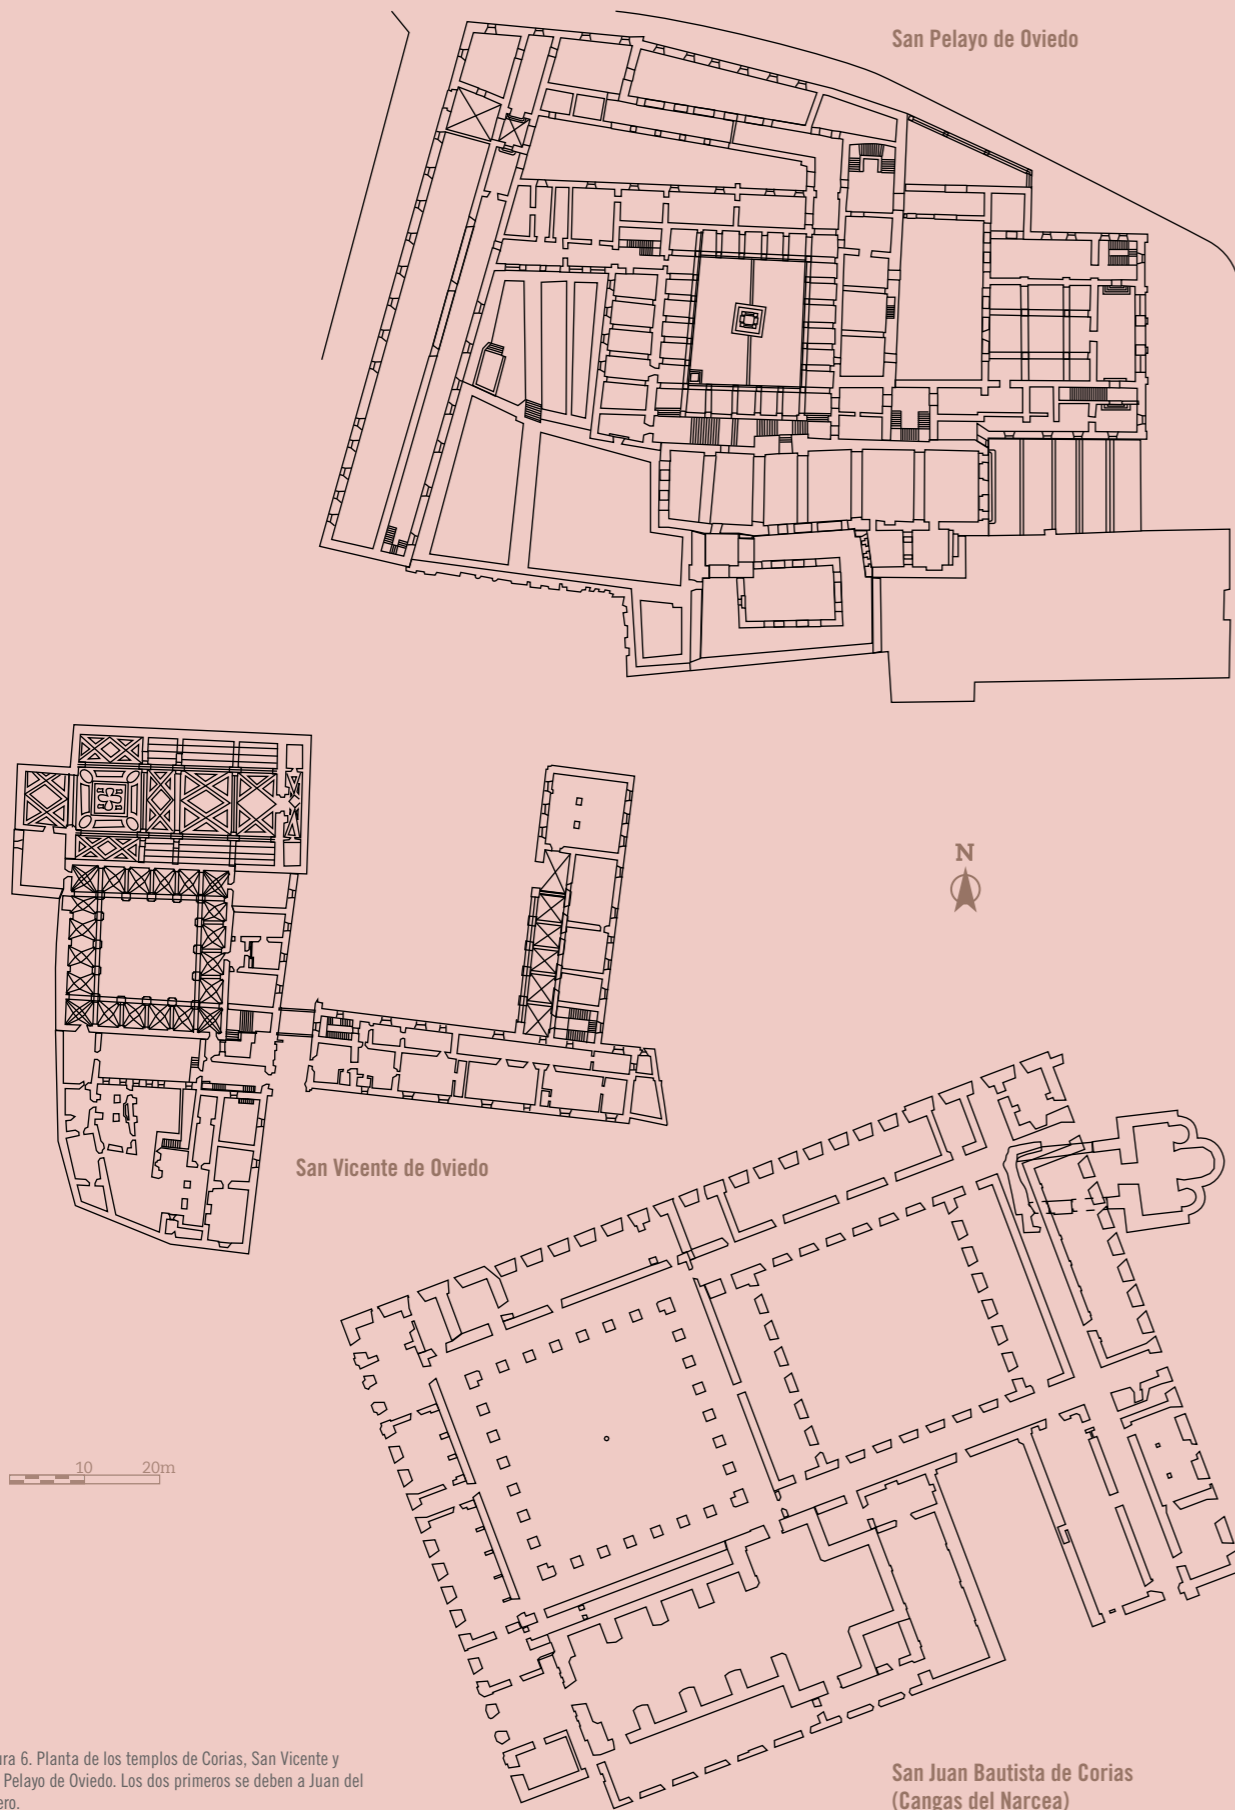 San Pelayo de Oviedo
N
San Vicente de Oviedo
10 20m
6. Planta de los templos de Corias, San Vicente y
Pelayo de Oviedo. Los dos primeros se deben a Juan del
San Juan Bautista de Corias
(Cangas del Narcea)